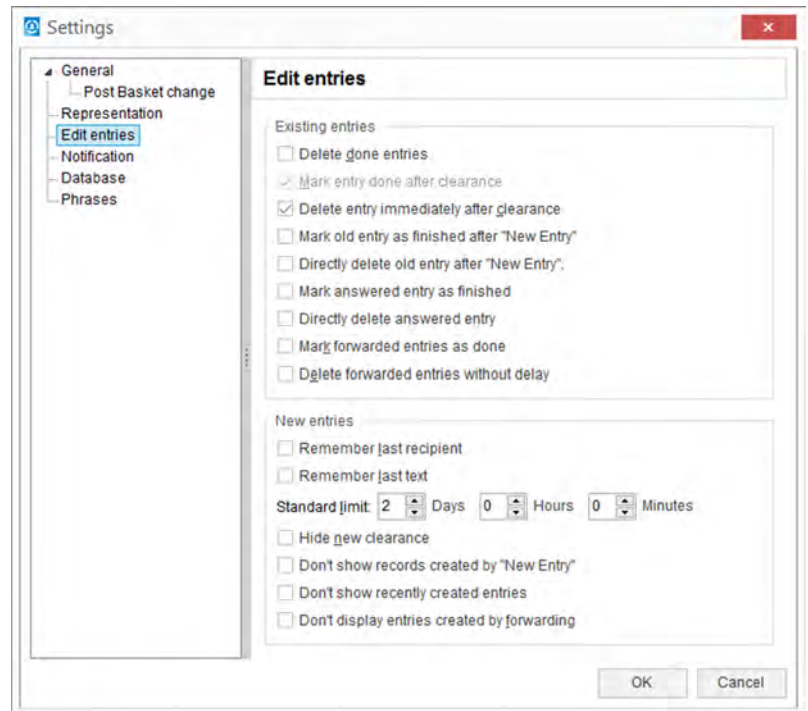 Settings
General
Post Basket change
Representation
Edit entries
Notification
Database
Phrases
Edit entries
Existing entries
Delete done entries
Mark entry done after clearance
Delete entry immediately after clearance
Mark old entry as finished after "New Entry"
Directly delete old entry after "New Entry".
Mark answered entry as finished
Directly delete answered entry
Mark forwarded entries as done
Delete forwarded entries without delay
New entries
Remember last recipient
Remember last text
Standard limit: 2 Days 0 Hours 0 Minutes
Hide new clearance
Don't show records created by "New Entry"
Don't show recently created entries
Don't display entries created by forwarding
OK Cancel